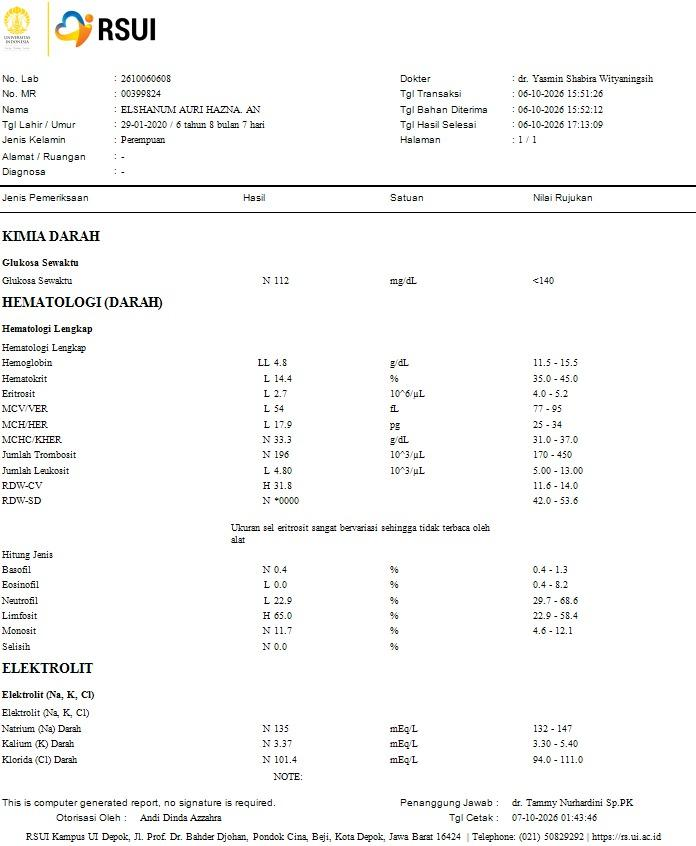 UNIVERSITAS
INDONESIA
RSUI
No. Lab : 2610060608 Dokter : dr. Yasmin Shabira Wityaningsih
No. MR : 00399824 Tgl Transaksi : 06-10-2026 15:51:26
Nama : ELSHANUM AURI HAZNA. AN Tgl Bahan Diterima : 06-10-2026 15:52:12
Tgl Lahir / Umur : 29-01-2020 / 6 tahun 8 bulan 7 hari Tgl Hasil Selesai : 06-10-2026 17:13:09
Jenis Kelamin : Perempuan Halaman : 1 / 1
Alamat / Ruangan : -
Diagnosa : -
Jenis Pemeriksaan Hasil Satuan Nilai Rujukan
KIMIA DARAH
Glukosa Sewaktu
Glukosa Sewaktu N 112 mg/dL <140
HEMATOLOGI (DARAH)
Hematologi Lengkap
Hematologi Lengkap
Hemoglobin LL 4.8 g/dL 11.5 - 15.5
Hematokrit L 14.4 % 35.0 - 45.0
Eritrosit L 2.7 10^6/µL 4.0 - 5.2
MCV/VER L 54 fL 77 - 95
MCH/HER L 17.9 pg 25 - 34
MCHC/KHER N 33.3 g/dL 31.0 - 37.0
Jumlah Trombosit N 196 10^3/µL 170 - 450
Jumlah Leukosit L 4.80 10^3/µL 5.00 - 13.00
RDW-CV H 31.8 11.6 - 14.0
RDW-SD N *0000 42.0 - 53.6
Ukuran sel eritrosit sangat bervariasi sehingga tidak terbaca oleh
alat
Hitung Jenis
Basofil N 0.4 % 0.4 - 1.3
Eosinofil L 0.0 % 0.4 - 8.2
Neutrofil L 22.9 % 29.7 - 68.6
Limfosit H 65.0 % 22.9 - 58.4
Monosit N 11.7 % 4.6 - 12.1
Selisih N 0.0 %
ELEKTROLIT
Elektrolit (Na, K, Cl)
Elektrolit (Na, K, Cl)
Natrium (Na) Darah N 135 mEq/L 132 - 147
Kalium (K) Darah N 3.37 mEq/L 3.30 - 5.40
Klorida (Cl) Darah N 101.4 mEq/L 94.0 - 111.0
NOTE:
This is computer generated report, no signature is required. Penanggung Jawab : dr. Tammy Nurhardini Sp.PK
Otorisasi Oleh : Andi Dinda Azzahra Tgl Cetak : 07-10-2026 01:43:46
RSUI Kampus UI Depok, Jl. Prof. Dr. Bahder Djohan, Pondok Cina, Beji, Kota Depok, Jawa Barat 16424 | Telephone: (021) 50829292 | https://rs.ui.ac.id